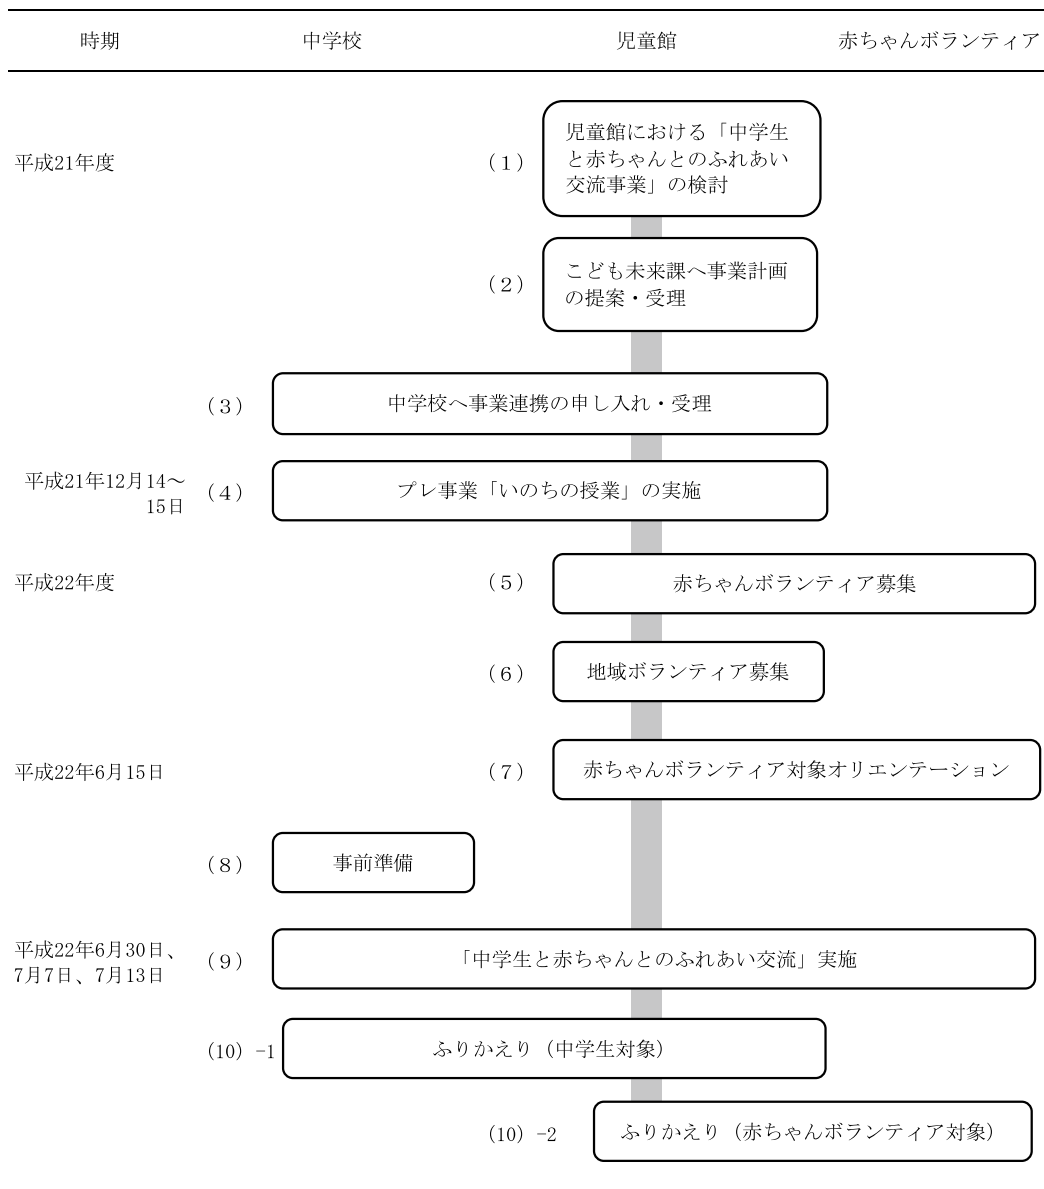 時期　中学校　児童館　赤ちゃんボランティア
児童館における「中学生
平成21年度　（１）　と赤ちゃんとのふれあい
交流事業」の検討
こども未来課へ事業計画
（２）　の提案・受理
（３）　中学校へ事業連携の申し入れ・受理
平成21年12月14～
15日
（４）　プレ事業「いのちの授業」の実施
平成22年度　（５）　赤ちゃんボランティア募集
（６）　地域ボランティア募集
平成22年6月15日　（７）　赤ちゃんボランティア対象オリエンテーション
（８）　事前準備
平成22年6月30日、
7月7日、7月13日
（９）　「中学生と赤ちゃんとのふれあい交流」実施
（10）-1　ふりかえり（中学生対象）
（10）-2　ふりかえり（赤ちゃんボランティア対象）